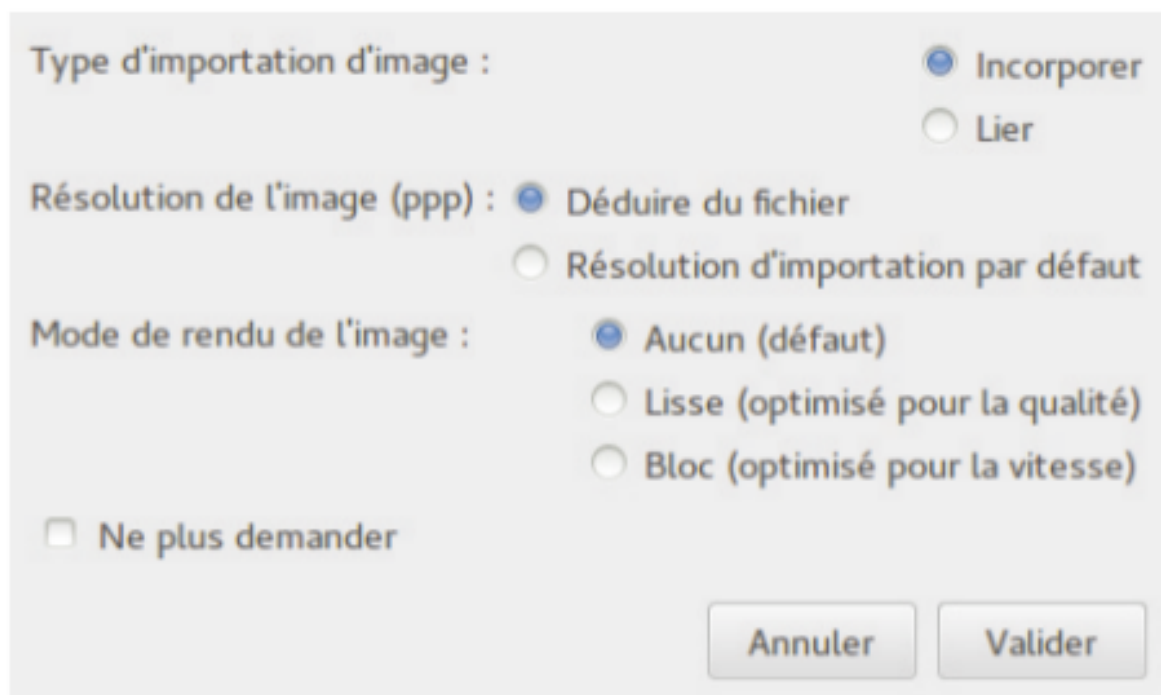 Type d'importation d'image :
Incorporer
Lier
Résolution de l'image (ppp) :
Déduire du fichier
Résolution d'importation par défaut
Mode de rendu de l'image :
Aucun (défaut)
Lisse (optimisé pour la qualité)
Bloc (optimisé pour la vitesse)
Ne plus demander
Annuler
Valider